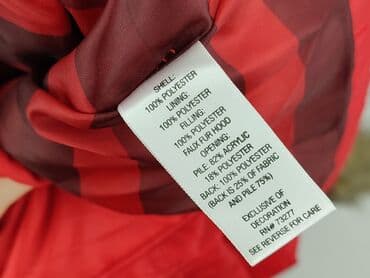 SHELL:
100% POLYESTER
LINING:
100% POLYESTER
FILLING:
100% POLYESTER
FAUX FUR HOOD
OPENING:
PILE: 82% ACRYLIC
18% POLYESTER
BACK: 100% POLYESTER
(BACK IS 25% OF FABRIC
AND PILE 75%)
EXCLUSIVE OF
DECORATION
RN# 73277
SEE REVERSE FOR CARE